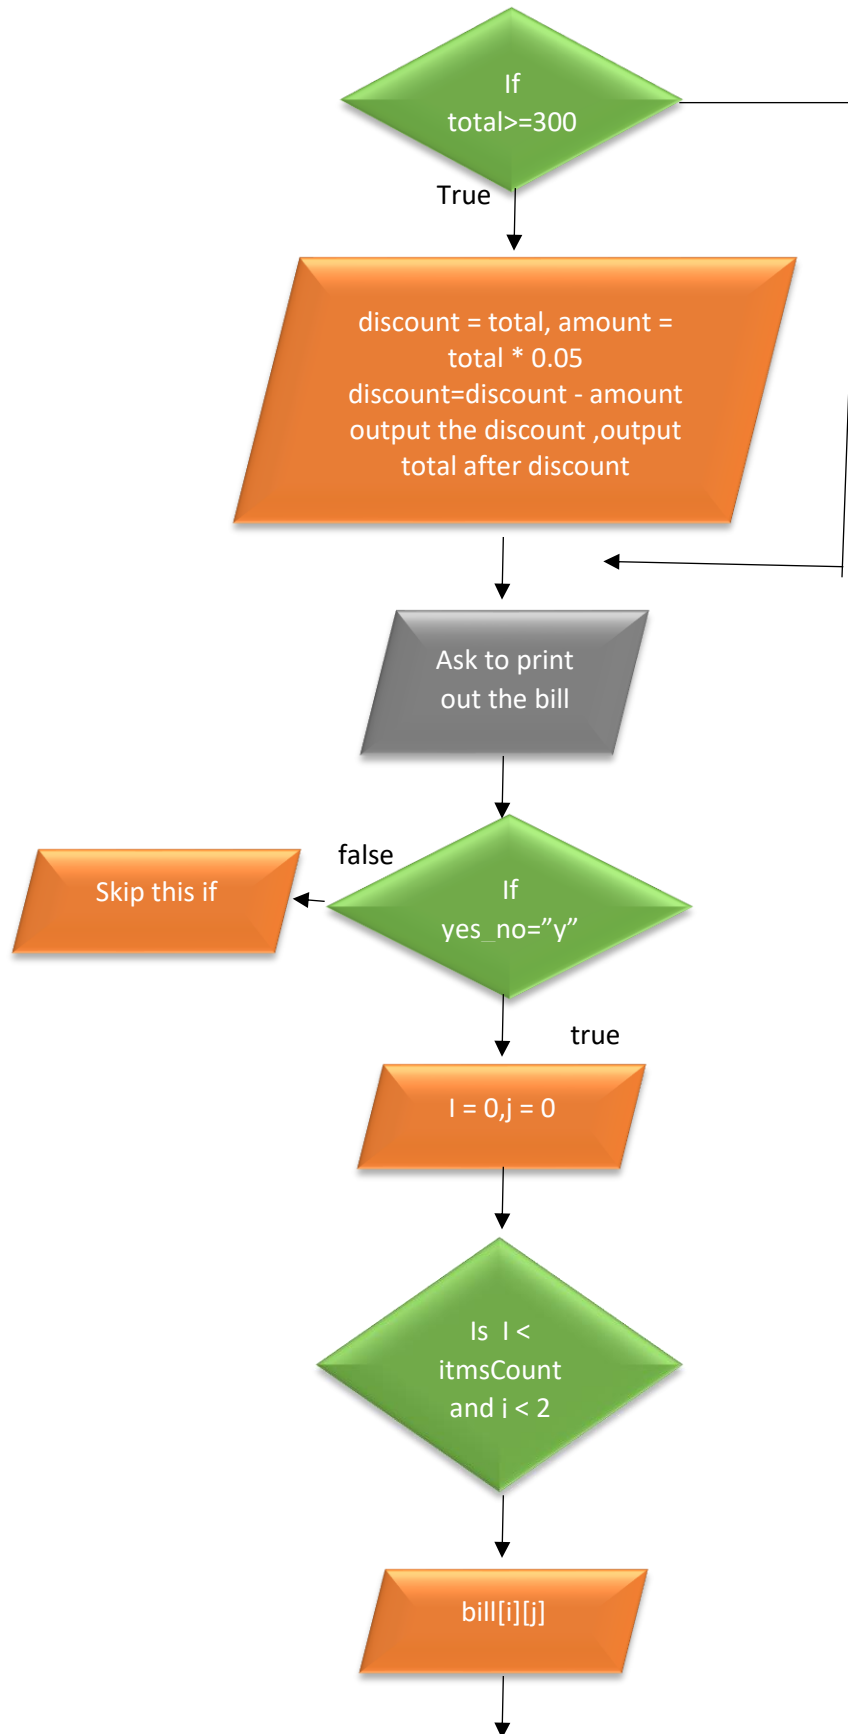 If
total>=300
True
discount = total, amount =
total * 0.05
discount=discount - amount
output the discount ,output
total after discount
Ask to print
out the bill
false
Skip this if
If
yes_no=”y”
true
I = 0,j = 0
Is  I <
itmsCount
and i < 2
bill[i][j]